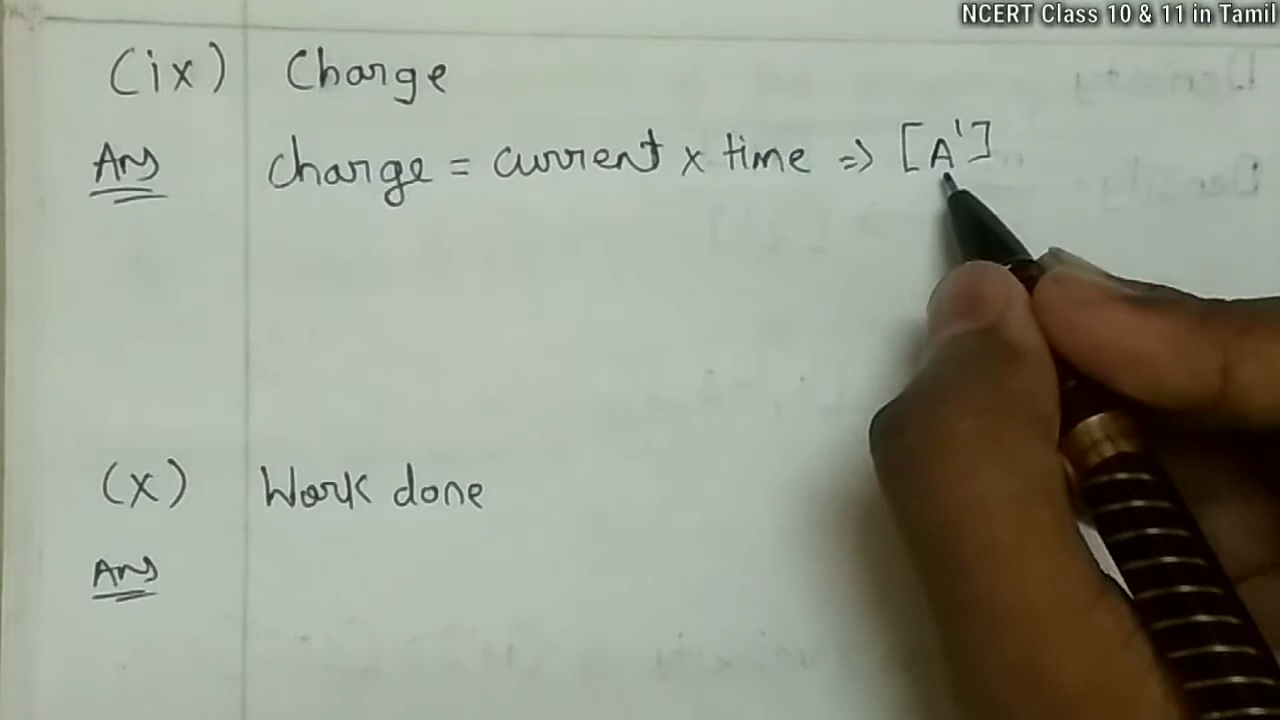 NCERT Class 10 & 11 in Tamil
(ix) Charge
Ans charge = current x time => [A¹]
(x) Work done
Ans